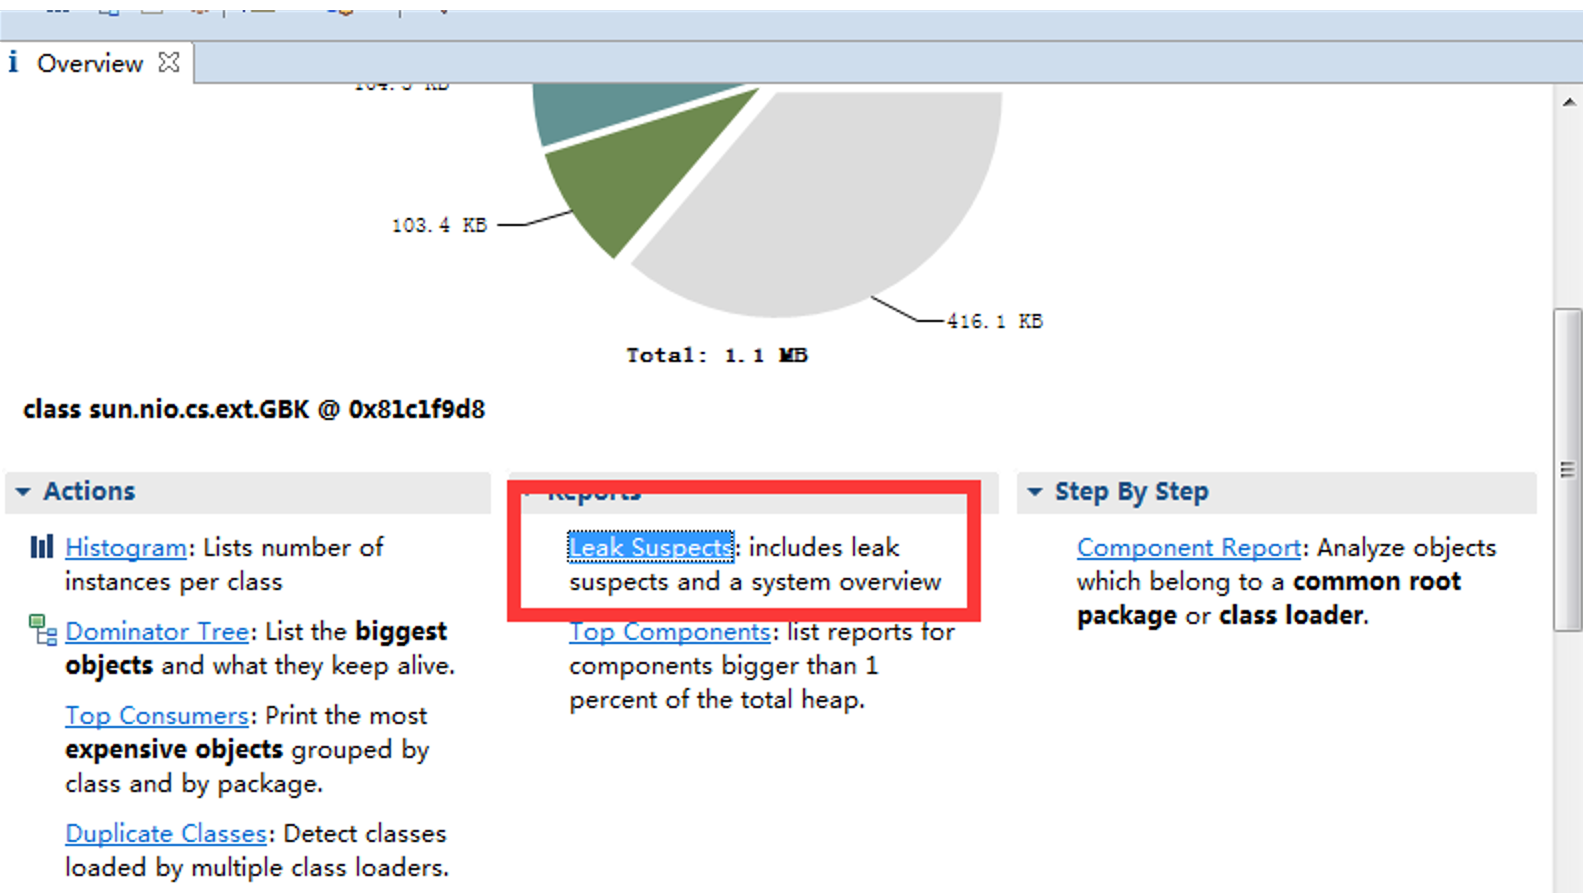 Overview
103.4 KB
416.1 KB
Total: 1.1 MB
class sun.nio.cs.ext.GBK @ 0x81c1f9d8
Actions
Histogram: Lists number of
instances per class
Dominator Tree: List the biggest
objects and what they keep alive.
Top Consumers: Print the most
expensive objects grouped by
class and by package.
Duplicate Classes: Detect classes
loaded by multiple class loaders.
Reports
Leak Suspects: includes leak
suspects and a system overview
Top Components: list reports for
components bigger than 1
percent of the total heap.
Step By Step
Component Report: Analyze objects
which belong to a common root
package or class loader.